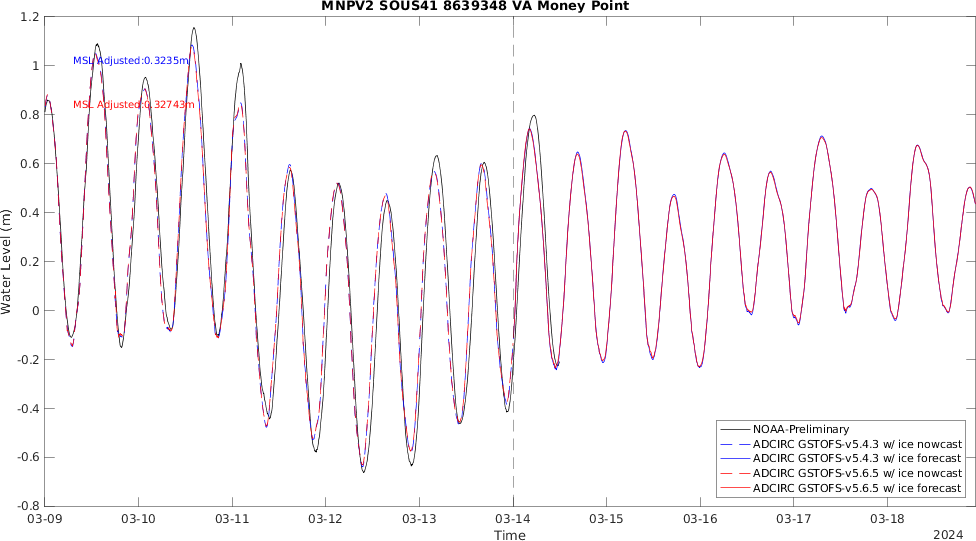 MNPV2 SOUS41 8639348 VA Money Point
1.2
1
0.8
0.6
0.4
0.2
0
-0.2
-0.4
-0.6
-0.8
Water Level (m)
MSL Adjusted:0.3235m
MSL Adjusted:0.32743m
NOAA-Preliminary
ADCIRC GSTOFS-v5.4.3 w/ ice nowcast
ADCIRC GSTOFS-v5.4.3 w/ ice forecast
ADCIRC GSTOFS-v5.6.5 w/ ice nowcast
ADCIRC GSTOFS-v5.6.5 w/ ice forecast
03-09 03-10 03-11 03-12 03-13 03-14 03-15 03-16 03-17 03-18
Time
2024